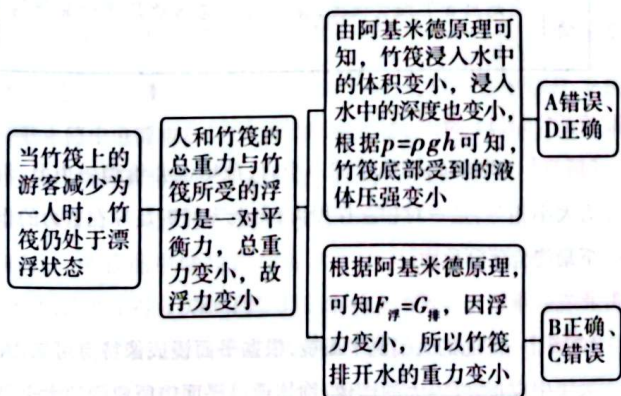 当竹筏上的
游客减少为
一人时，竹
筏仍处于漂
浮状态
人和竹筏的
总重力与竹
筏所受的浮
力是一对平
衡力，总重
力变小，故
浮力变小
由阿基米德原理可
知，竹筏浸入水中
的体积变小，浸入
水中的深度也变小，
根据p=ρgh可知，
竹筏底部受到的液
体压强变小
A错误、
D正确
根据阿基米德原理，
可知F浮=G排，因浮
力变小，所以竹筏
排开水的重力变小
B正确、
C错误